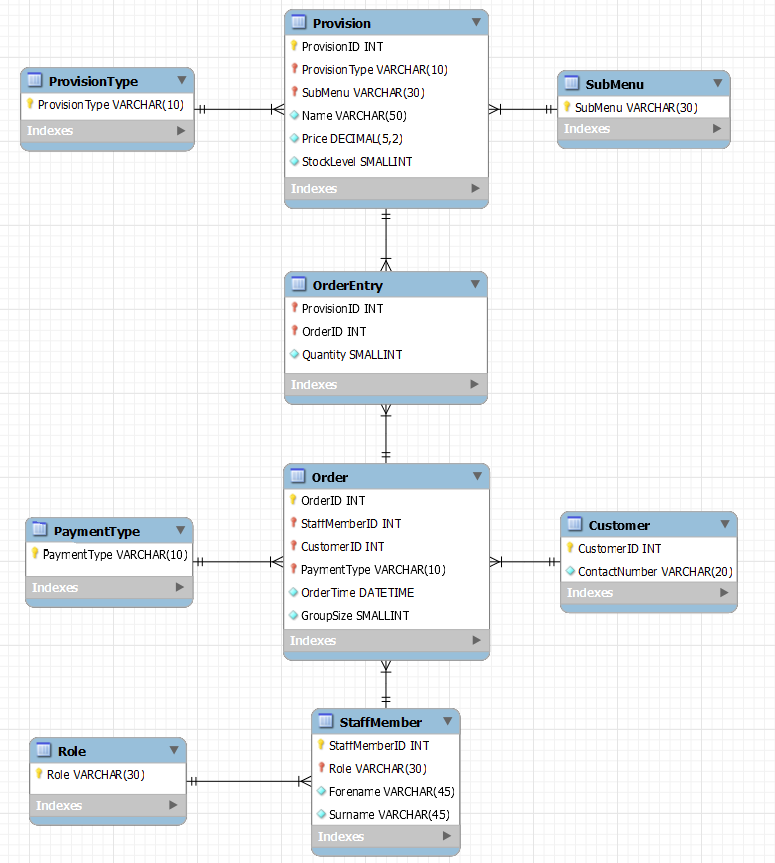 Provision
ProvisionID INT
ProvisionType VARCHAR(10)
SubMenu VARCHAR(30)
Name VARCHAR(50)
Price DECIMAL(5,2)
StockLevel SMALLINT
Indexes
ProvisionType
ProvisionType VARCHAR(10)
Indexes
SubMenu
SubMenu VARCHAR(30)
Indexes
OrderEntry
ProvisionID INT
OrderID INT
Quantity SMALLINT
Indexes
Order
OrderID INT
StaffMemberID INT
CustomerID INT
PaymentType VARCHAR(10)
OrderTime DATETIME
GroupSize SMALLINT
Indexes
PaymentType
PaymentType VARCHAR(10)
Indexes
Customer
CustomerID INT
ContactNumber VARCHAR(20)
Indexes
StaffMember
StaffMemberID INT
Role VARCHAR(30)
Forename VARCHAR(45)
Surname VARCHAR(45)
Indexes
Role
Role VARCHAR(30)
Indexes